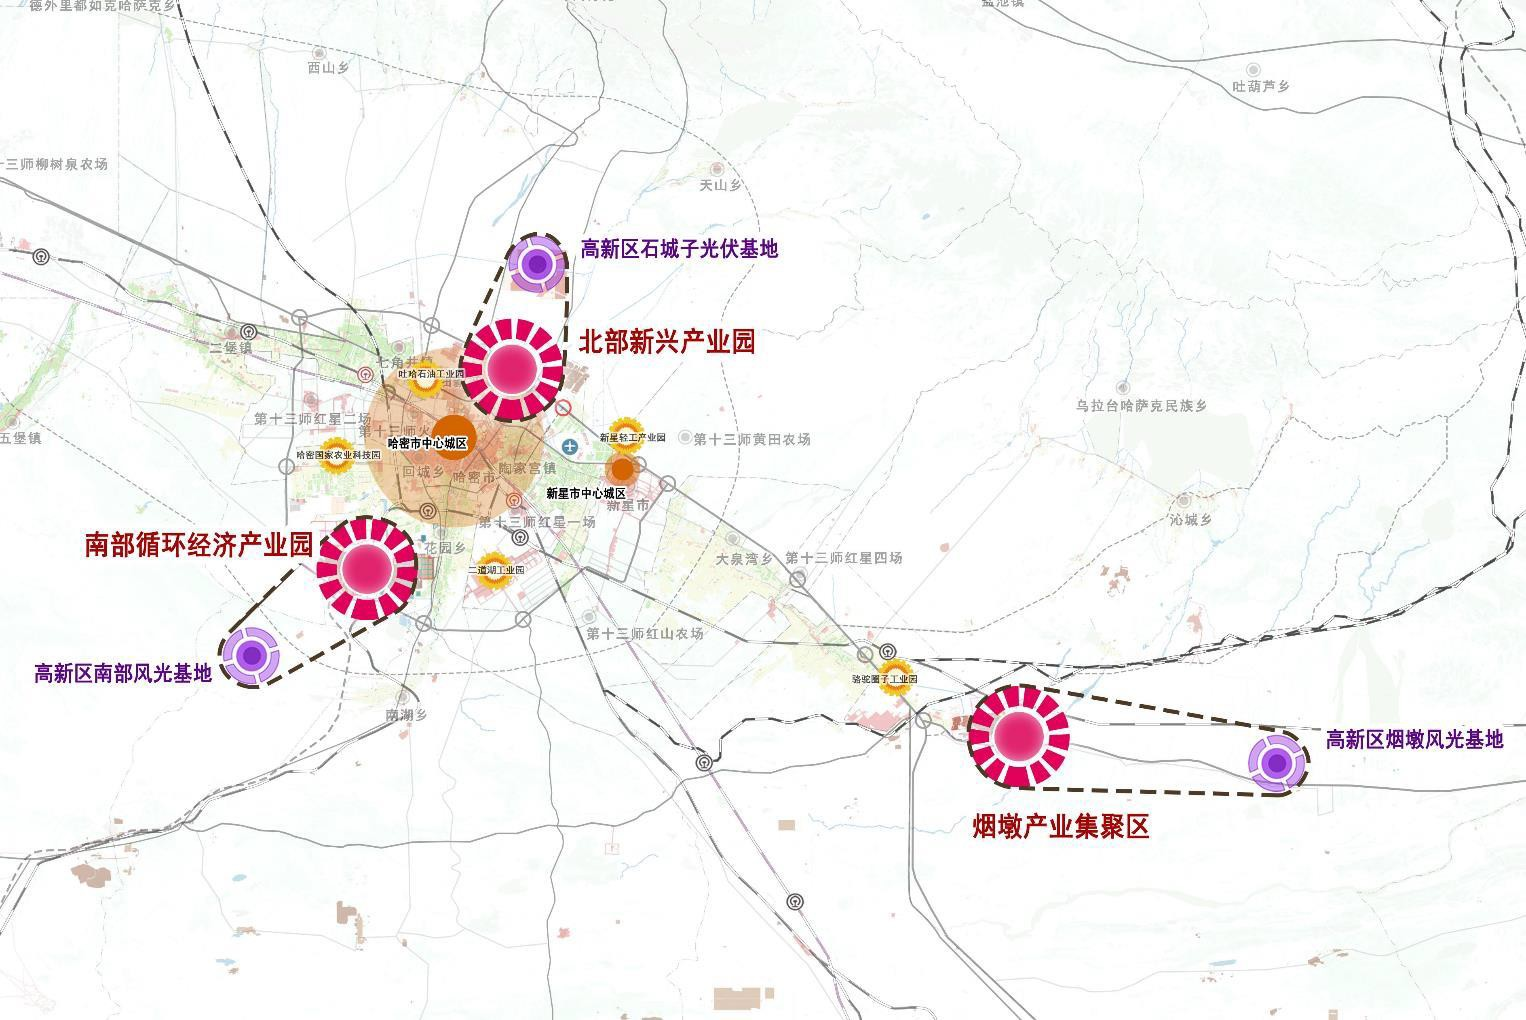 德外里都如克哈萨克乡
盐池镇
西山乡
吐葫芦乡
十三师柳树泉农场
天山乡
高新区石城子光伏基地
北部新兴产业园
二堡镇
七角井镇
吐哈石油工业园
乌拉台哈萨克民族乡
第十三师红星二场
第十三师火
五堡镇
哈密市中心城区
新星轻工产业园
第十三师黄田农场
哈密国家农业科技园
回城乡
哈密市
陶家宫镇
新星市中心城区
新星市
第十三师红星一场
沁城乡
南部循环经济产业园
花园乡
大泉湾乡
第十三师红星四场
二道湖工业园
第十三师红山农场
高新区南部风光基地
骆驼圈子工业园
南湖乡
高新区烟墩风光基地
烟墩产业集聚区